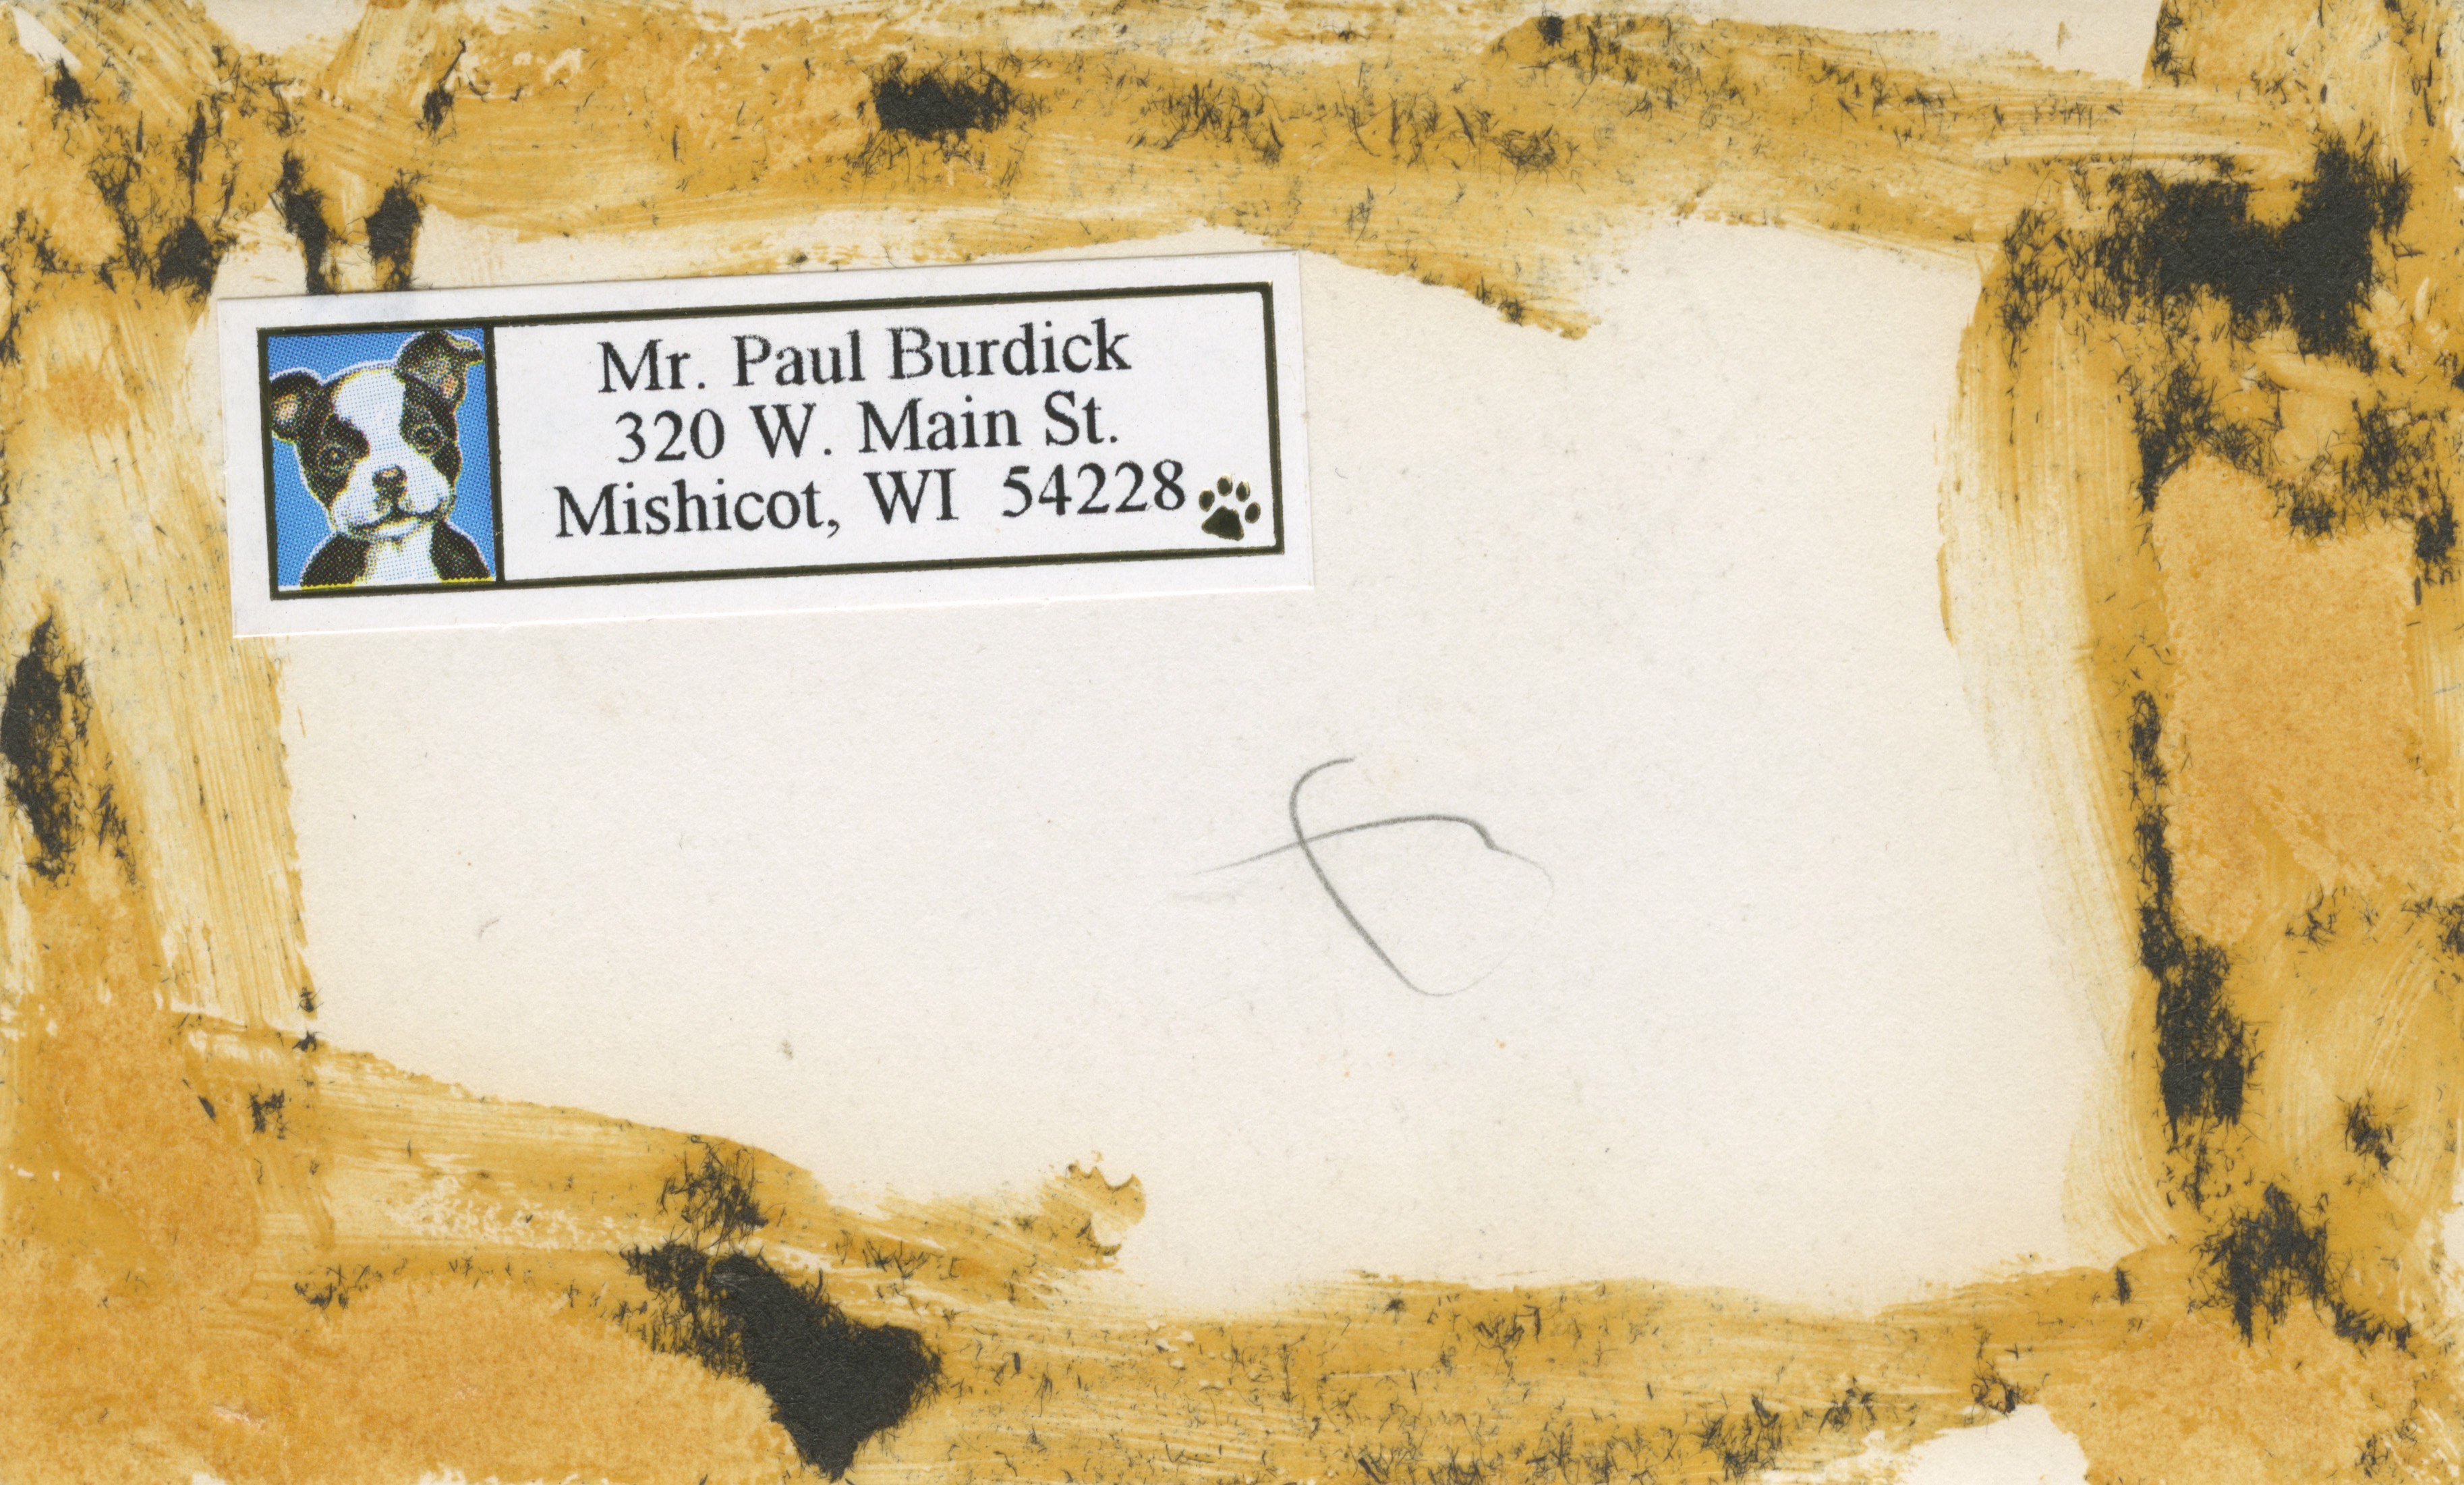 Mr. Paul Burdick
320 W. Main St.
Mishicot, WI 54228